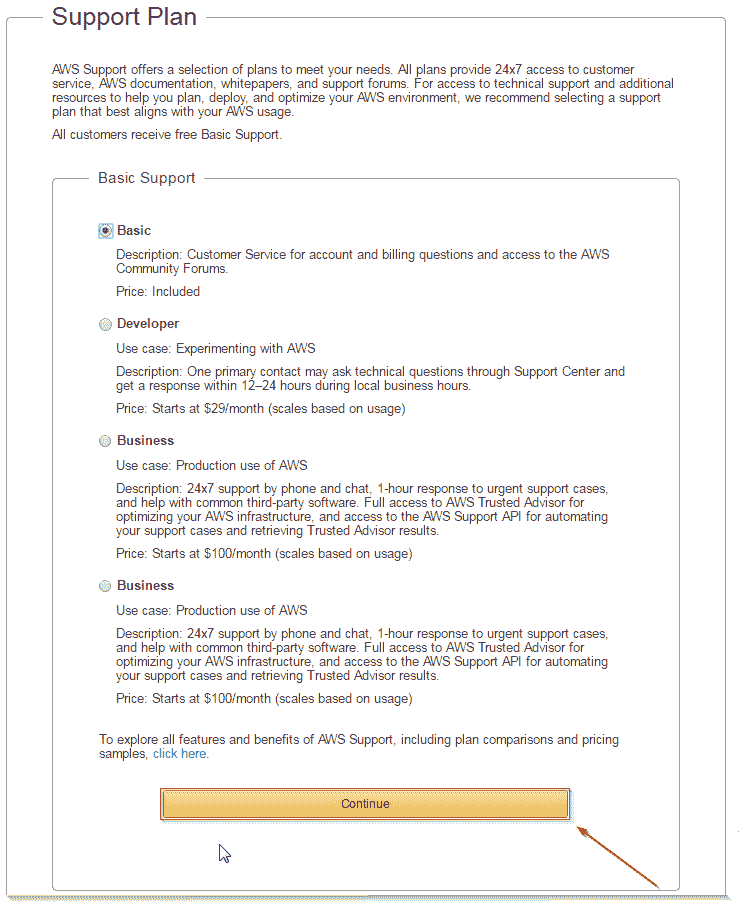 Support Plan
AWS Support offers a selection of plans to meet your needs. All plans provide 24x7 access to customer
service, AWS documentation, whitepapers, and support forums. For access to technical support and additional
resources to help you plan, deploy, and optimize your AWS environment, we recommend selecting a support
plan that best aligns with your AWS usage.
All customers receive free Basic Support.
Basic Support
Basic
Description: Customer Service for account and billing questions and access to the AWS
Community Forums.
Price: Included
Developer
Use case: Experimenting with AWS
Description: One primary contact may ask technical questions through Support Center and
get a response within 12–24 hours during local business hours.
Price: Starts at $29/month (scales based on usage)
Business
Use case: Production use of AWS
Description: 24x7 support by phone and chat, 1-hour response to urgent support cases,
and help with common third-party software. Full access to AWS Trusted Advisor for
optimizing your AWS infrastructure, and access to the AWS Support API for automating
your support cases and retrieving Trusted Advisor results.
Price: Starts at $100/month (scales based on usage)
Business
Use case: Production use of AWS
Description: 24x7 support by phone and chat, 1-hour response to urgent support cases,
and help with common third-party software. Full access to AWS Trusted Advisor for
optimizing your AWS infrastructure, and access to the AWS Support API for automating
your support cases and retrieving Trusted Advisor results.
Price: Starts at $100/month (scales based on usage)
To explore all features and benefits of AWS Support, including plan comparisons and pricing
samples, click here.
Continue